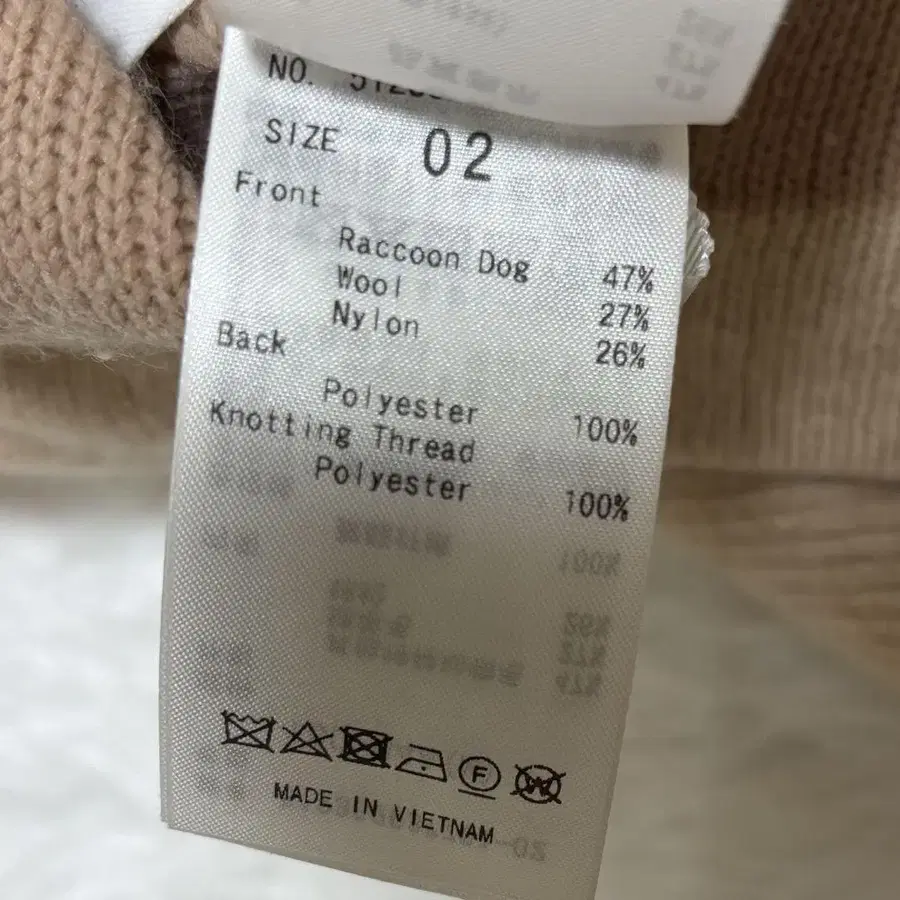 NO.
SIZE 02
Front
Raccoon Dog 47%
Wool 27%
Nylon 26%
Back
Polyester 100%
Knotting Thread
Polyester 100%
F
W
MADE IN VIETNAM